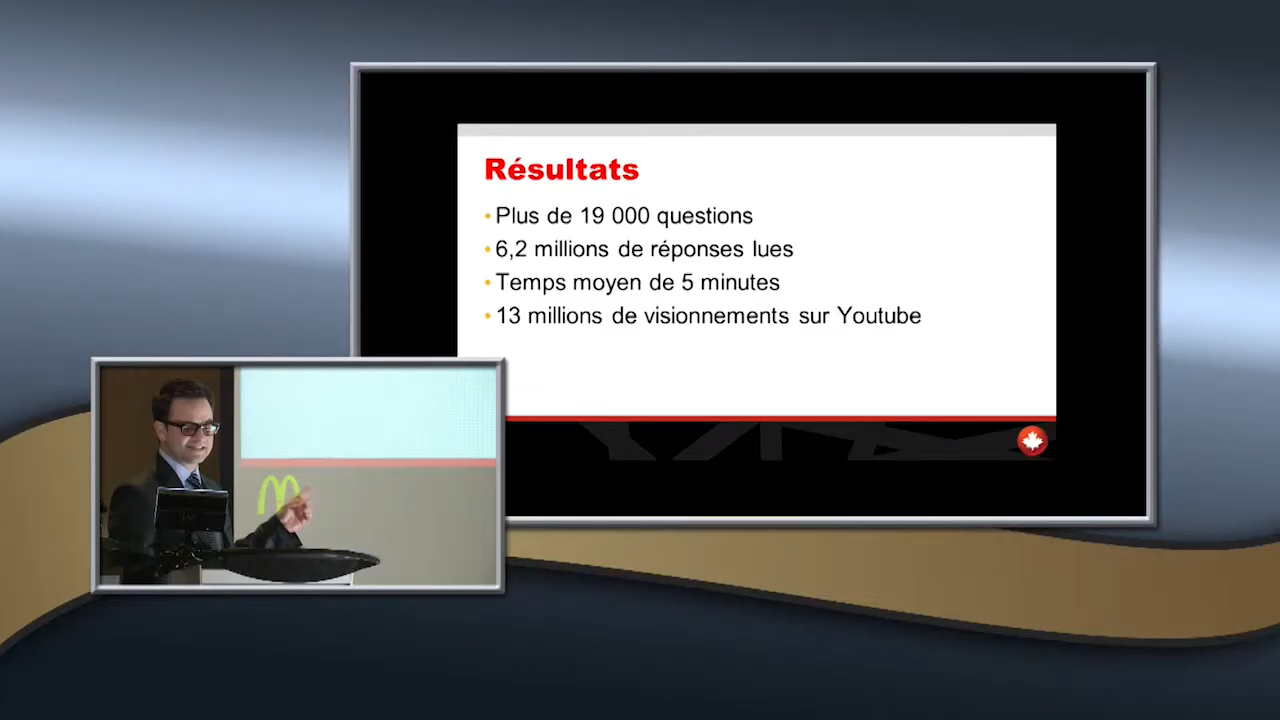 Résultats
Plus de 19 000 questions
6,2 millions de réponses lues
Temps moyen de 5 minutes
13 millions de visionnements sur Youtube